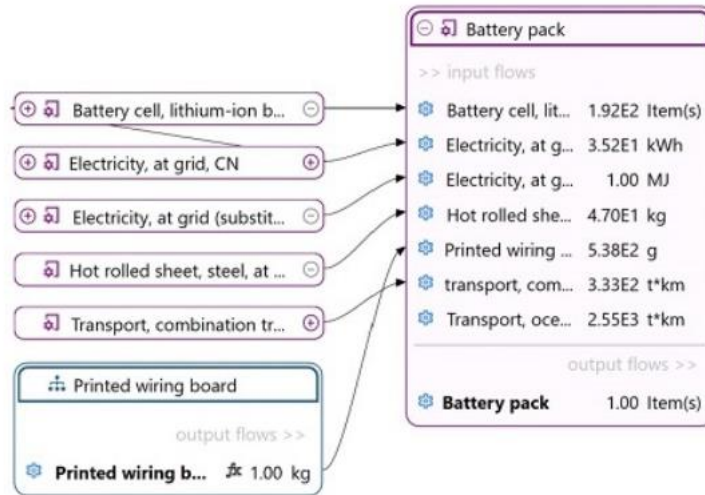 Battery pack
>> input flows
Battery cell, lithium-ion b...
Battery cell, lit... 1.92E2 Item(s)
Electricity, at grid, CN
Electricity, at g... 3.52E1 kWh
Electricity, at g... 1.00 MJ
Electricity, at grid (substit...
Hot rolled she... 4.70E1 kg
Hot rolled sheet, steel, at ...
Printed wiring ... 5.38E2 g
transport, com... 3.33E2 t*km
Transport, combination tr...
Transport, oce... 2.55E3 t*km
output flows >>
Battery pack 1.00 Item(s)
Printed wiring board
output flows >>
Printed wiring b... fx 1.00 kg